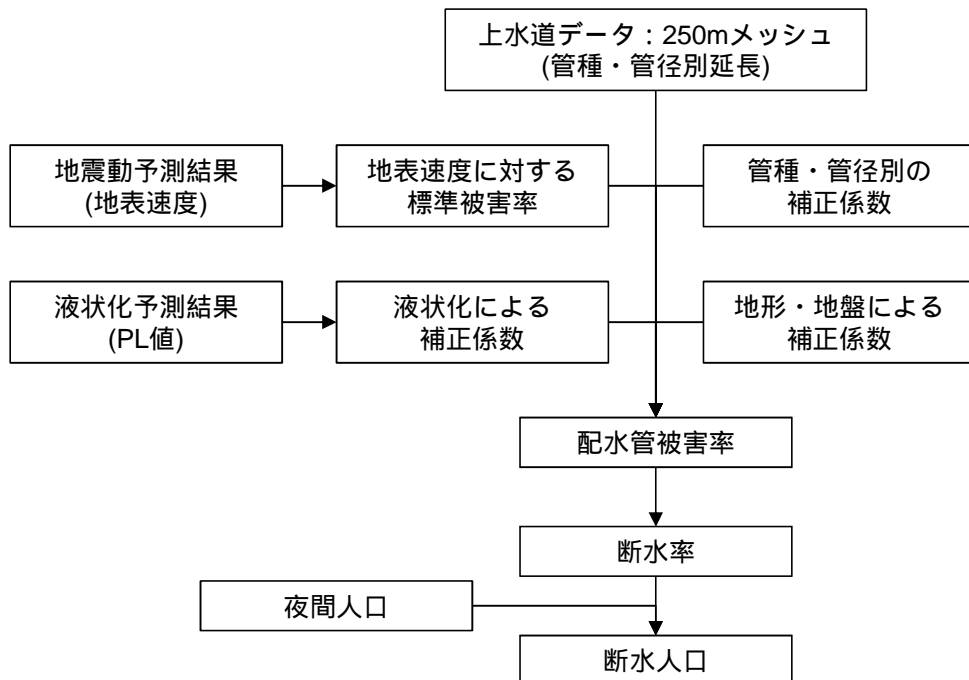 上水道データ：250mメッシュ
(管種・管径別延長)
地震動予測結果
(地表速度)
地表速度に対する
標準被害率
管種・管径別の
補正係数
液状化予測結果
(PL値)
液状化による
補正係数
地形・地盤による
補正係数
配水管被害率
断水率
夜間人口
断水人口